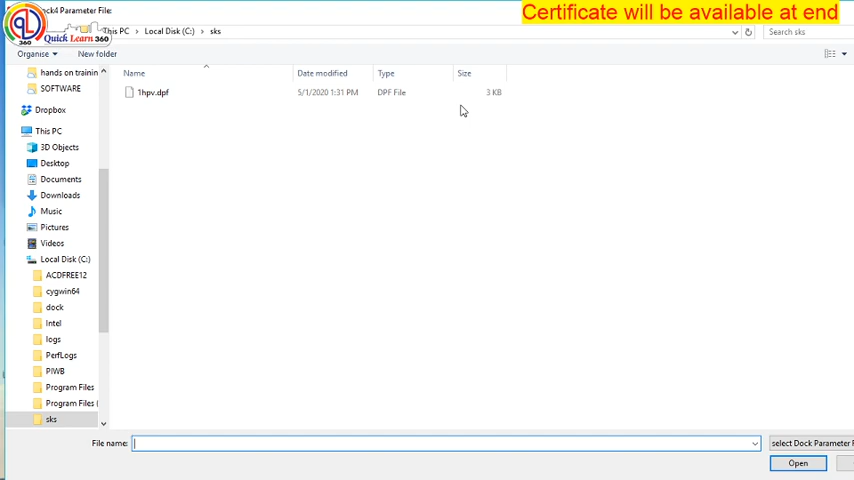 Dock4 Parameter File:
Certificate will be available at end
QL
360
Quick Learn 360
This PC > Local Disk (C:) > sks
Search sks
Organise
New folder
Name
Date modified
Type
Size
1hpv.dpf
5/1/2020 1:31 PM
DPF File
3 KB
hands on trainin
SOFTWARE
Dropbox
This PC
3D Objects
Desktop
Documents
Downloads
Music
Pictures
Videos
Local Disk (C:)
ACDFREE12
cygwin64
dock
Intel
logs
PerfLogs
PIWB
Program Files
Program Files (
sks
File name:
select Dock Parameter F
Open